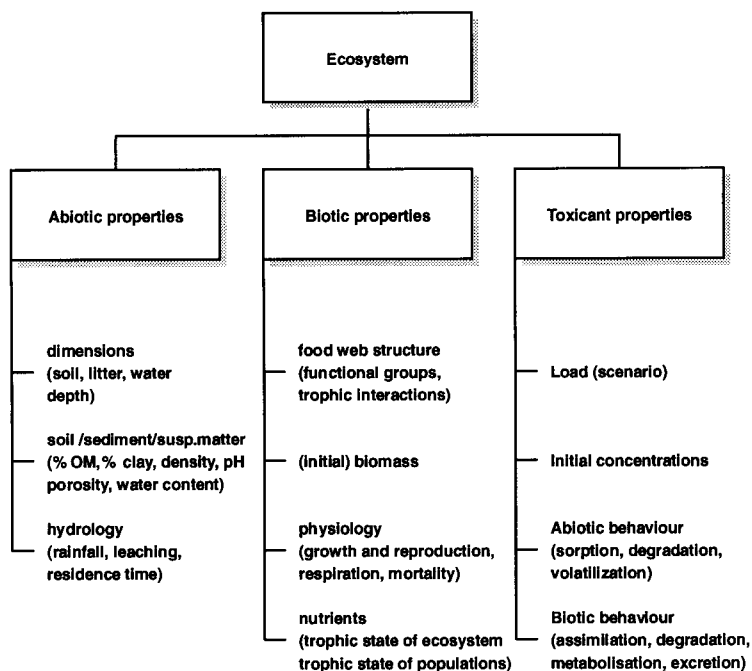 Ecosystem
Abiotic properties
dimensions
(soil, litter, water
depth)
soil /sediment/susp.matter
(% OM,% clay, density, pH
porosity, water content)
hydrology
(rainfall, leaching,
residence time)
Biotic properties
food web structure
(functional groups,
trophic interactions)
(initial) biomass
physiology
(growth and reproduction,
respiration, mortality)
nutrients
(trophic state of ecosystem
trophic state of populations)
Toxicant properties
Load (scenario)
Initial concentrations
Abiotic behaviour
(sorption, degradation,
volatilization)
Biotic behaviour
(assimilation, degradation,
metabolisation, excretion)